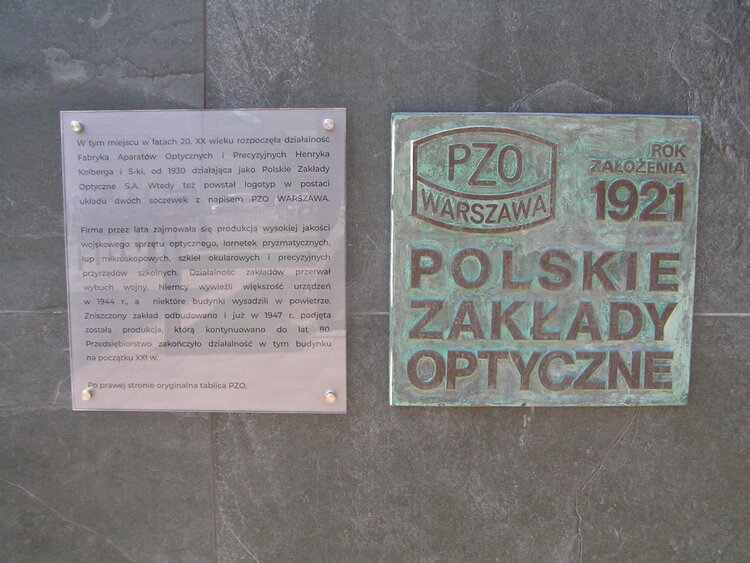 W tym miejscu w latach 20. XX wieku rozpoczęła działalność
Fabryka Aparatów Optycznych i Precyzyjnych Henryka
Kolberga i S-ki, od 1930 działająca jako Polskie Zakłady
Optyczne S.A. Wtedy też powstał logotyp w postaci
układu dwóch soczewek z napisem PZO WARSZAWA.
Firma przez lata zajmowała się produkcją wysokiej jakości
wojskowego sprzętu optycznego, lornetek pryzmatycznych,
lup mikroskopowych, szkieł okularowych i precyzyjnych
przyrządów szkolnych. Działalność zakładów przerwał
wybuch wojny. Niemcy wywieźli większość urządzeń
w 1944 r., a niektóre budynki wysadzili w powietrze.
Zniszczony zakład odbudowano i już w 1947 r. podjęta
została produkcja, którą kontynuowano do lat 80.
Przedsiębiorstwo zakończyło działalność w tym budynku
na początku XXI w.
Po prawej stronie oryginalna tablica PZO.
PZO
WARSZAWA
ROK
ZAŁOŻENIA
1921
POLSKIE
ZAKŁADY
OPTYCZNE